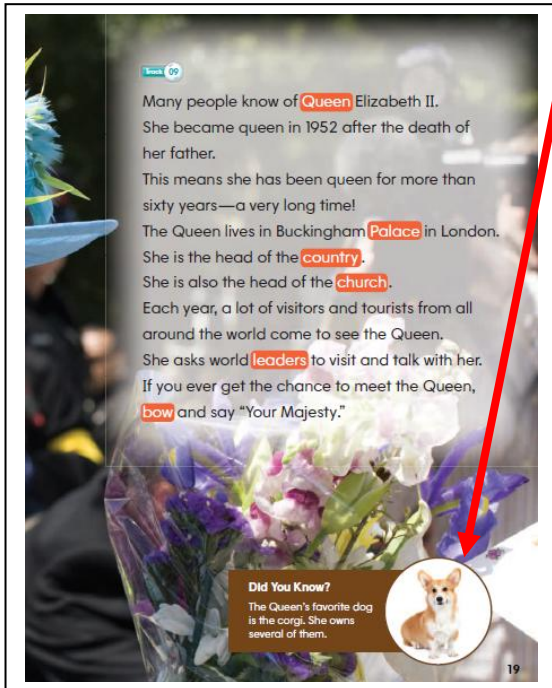 Track 09
Many people know of Queen Elizabeth II.
She became queen in 1952 after the death of
her father.
This means she has been queen for more than
sixty years—a very long time!
The Queen lives in Buckingham Palace in London.
She is the head of the country.
She is also the head of the church.
Each year, a lot of visitors and tourists from all
around the world come to see the Queen.
She asks world leaders to visit and talk with her.
If you ever get the chance to meet the Queen,
bow and say “Your Majesty.”
Did You Know?
The Queen’s favorite dog
is the corgi. She owns
several of them.
19